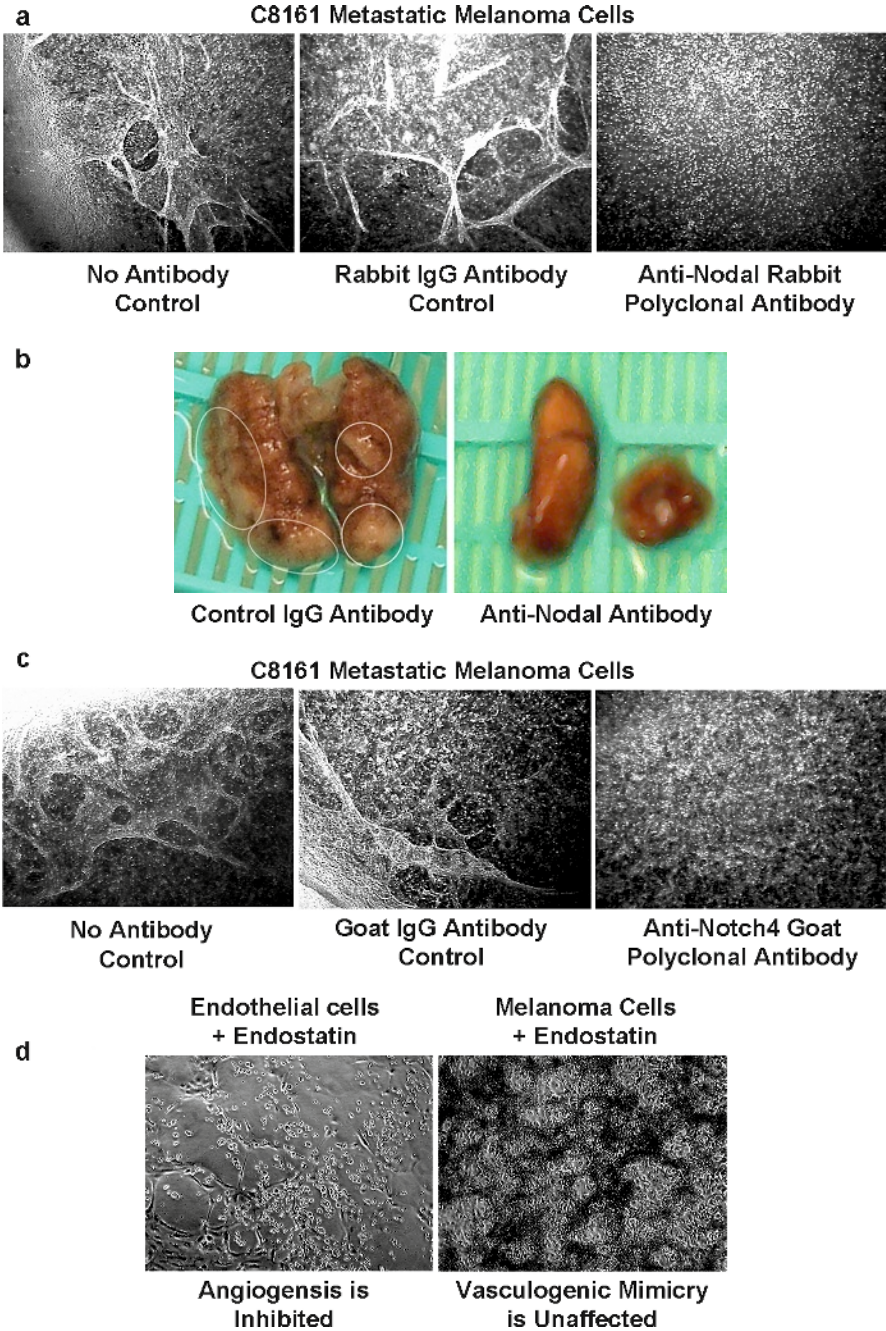 a
C8161 Metastatic Melanoma Cells
No Antibody
Control
Rabbit IgG Antibody
Control
Anti-Nodal Rabbit
Polyclonal Antibody
b
Control IgG Antibody
Anti-Nodal Antibody
c
C8161 Metastatic Melanoma Cells
No Antibody
Control
Goat IgG Antibody
Control
Anti-Notch4 Goat
Polyclonal Antibody
d
Endothelial cells
+ Endostatin
Melanoma Cells
+ Endostatin
Angiogensis is
Inhibited
Vasculogenic Mimicry
is Unaffected